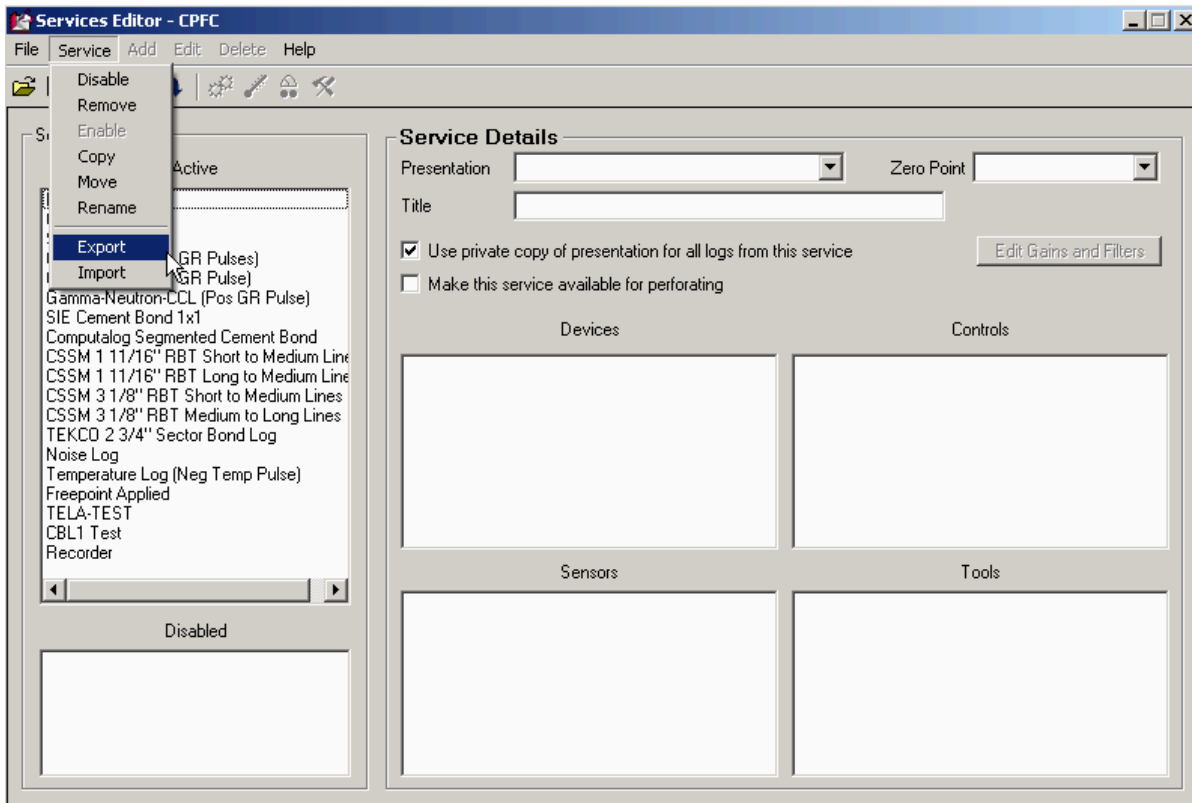 Services Editor - CPFC
File Service Add Edit Delete Help
Disable
Remove
Enable
Copy
Move
Rename
Export
Import
Active
GR Pulses)
GR Pulse)
Gamma-Neutron-CCL (Pos GR Pulse)
SIE Cement Bond 1x1
Computalog Segmented Cement Bond
CSSM 1 11/16" RBT Short to Medium Line
CSSM 1 11/16" RBT Long to Medium Line
CSSM 3 1/8" RBT Short to Medium Lines
CSSM 3 1/8" RBT Medium to Long Lines
TEKCO 2 3/4" Sector Bond Log
Noise Log
Temperature Log (Neg Temp Pulse)
Freepoint Applied
TELA-TEST
CBL1 Test
Recorder
Disabled
Service Details
Presentation
Zero Point
Title
Use private copy of presentation for all logs from this service
Edit Gains and Filters
Make this service available for perforating
Devices
Controls
Sensors
Tools